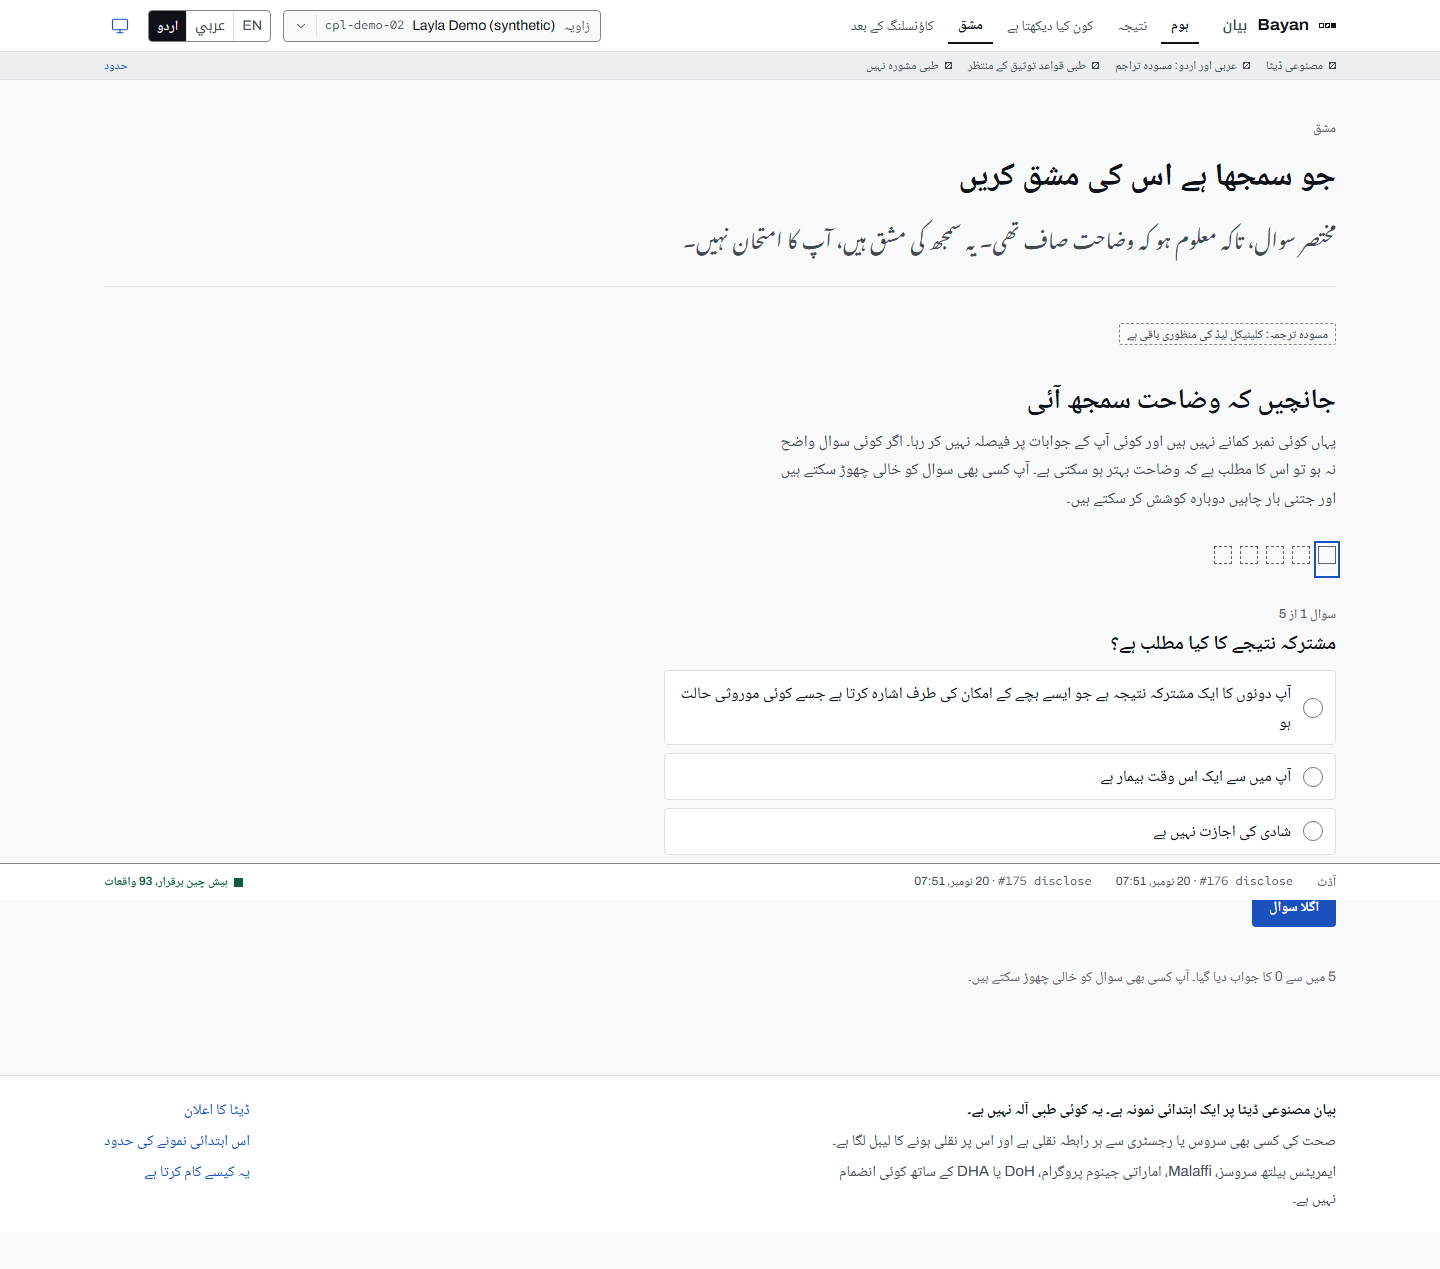 Bayan بیان
ہوم
نتیجہ
کون کیا دیکھتا ہے
مشق
کاؤنسلنگ کے بعد
زاویہ Layla Demo (synthetic) cpl-demo-02
EN عربي اردو
مصنوعی ڈیٹا
عربی اور اردو: مسودہ تراجم
طبی قواعد توثیق کے منتظر
طبی مشورہ نہیں
حدود
مشق
جو سمجھا ہے اس کی مشق کریں
مختصر سوال، تاکہ معلوم ہو کہ وضاحت صاف تھی۔ یہ سمجھ کی مشق ہیں، آپ کا امتحان نہیں۔
مسودہ ترجمہ: کلینیکل لیڈ کی منظوری باقی ہے
جانچیں کہ وضاحت سمجھ آئی
یہاں کوئی نمبر کمانے نہیں ہیں اور کوئی آپ کے جوابات پر فیصلہ نہیں کر رہا۔ اگر کوئی سوال واضح
نہ ہو تو اس کا مطلب ہے کہ وضاحت بہتر ہو سکتی ہے۔ آپ کسی بھی سوال کو خالی چھوڑ سکتے ہیں
اور جتنی بار چاہیں دوبارہ کوشش کر سکتے ہیں۔
سوال 1 از 5
مشترکہ نتیجے کا کیا مطلب ہے؟
آپ دونوں کا ایک مشترکہ نتیجہ ہے جو ایسے بچے کے امکان کی طرف اشارہ کرتا ہے جسے کوئی موروثی حالت
ہو
آپ میں سے ایک اس وقت بیمار ہے
شادی کی اجازت نہیں ہے
آڈٹ
#176 disclose · 20 نومبر، 07:51
#175 disclose · 20 نومبر، 07:51
ہیش چین برقرار، 93 واقعات
اگلا سوال
5 میں سے 0 کا جواب دیا گیا۔ آپ کسی بھی سوال کو خالی چھوڑ سکتے ہیں۔
بیان مصنوعی ڈیٹا پر ایک ابتدائی نمونہ ہے۔ یہ کوئی طبی آلہ نہیں ہے۔
صحت کی کسی بھی سروس یا رجسٹری سے ہر رابطہ نقلی ہے اور اس پر نقلی ہونے کا لیبل لگا ہے۔
ایمریٹس ہیلتھ سروسز، Malaffi، اماراتی جینوم پروگرام، DoH یا DHA کے ساتھ کوئی انضمام
نہیں ہے۔
ڈیٹا کا اعلان
اس ابتدائی نمونے کی حدود
یہ کیسے کام کرتا ہے